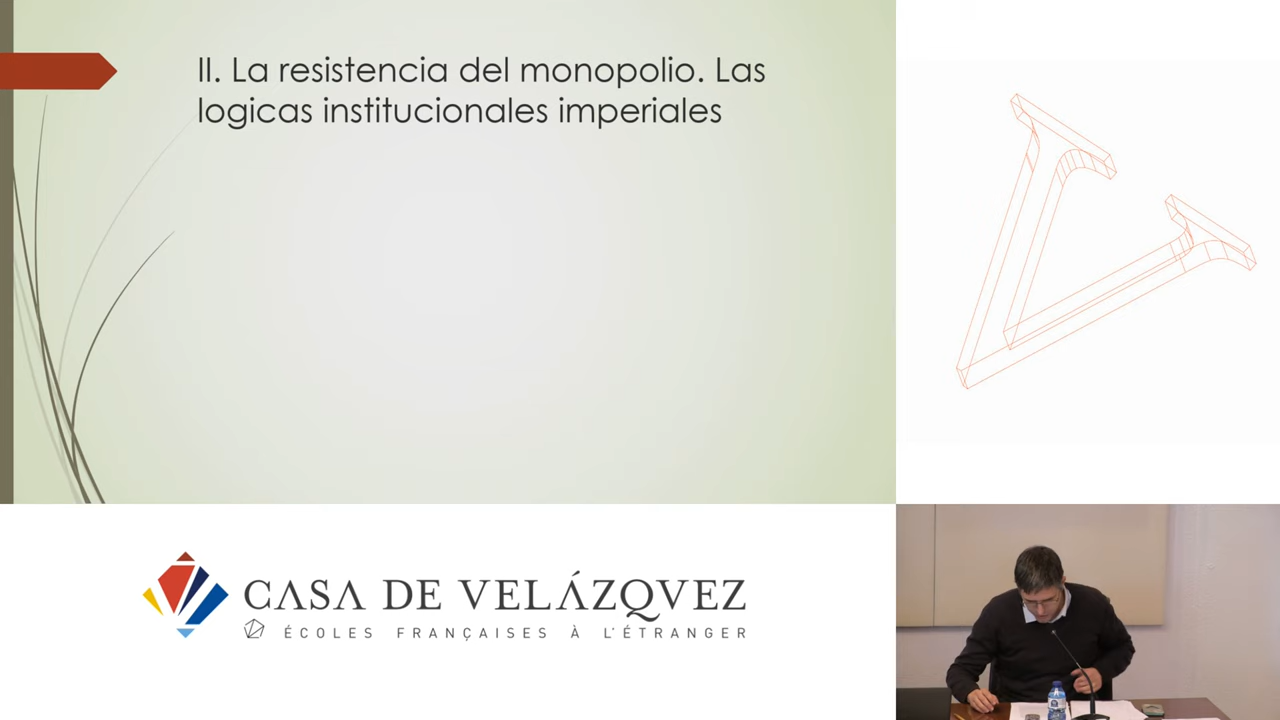 II. La resistencia del monopolio. Las
logicas institucionales imperiales
CASA DE VELÁZQVEZ
ÉCOLES FRANÇAISES À L'ÉTRANGER